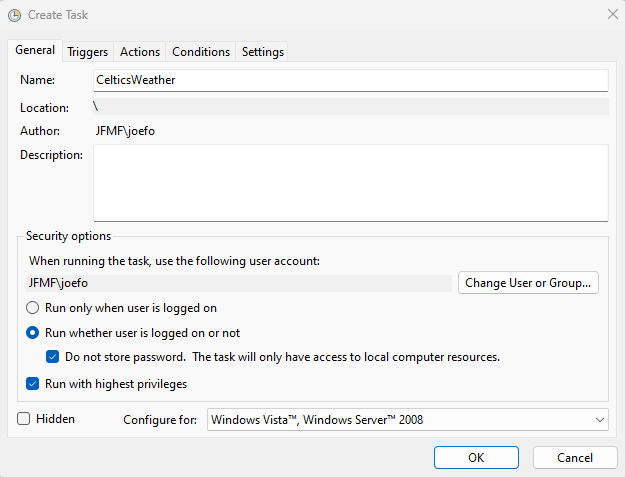 Create Task
General Triggers Actions Conditions Settings
Name: CelticsWeather
Location: \
Author: JFMF\joefo
Description:
Security options
When running the task, use the following user account:
JFMF\joefo Change User or Group...
Run only when user is logged on
Run whether user is logged on or not
Do not store password. The task will only have access to local computer resources.
Run with highest privileges
Hidden Configure for: Windows Vista™, Windows Server™ 2008
OK Cancel